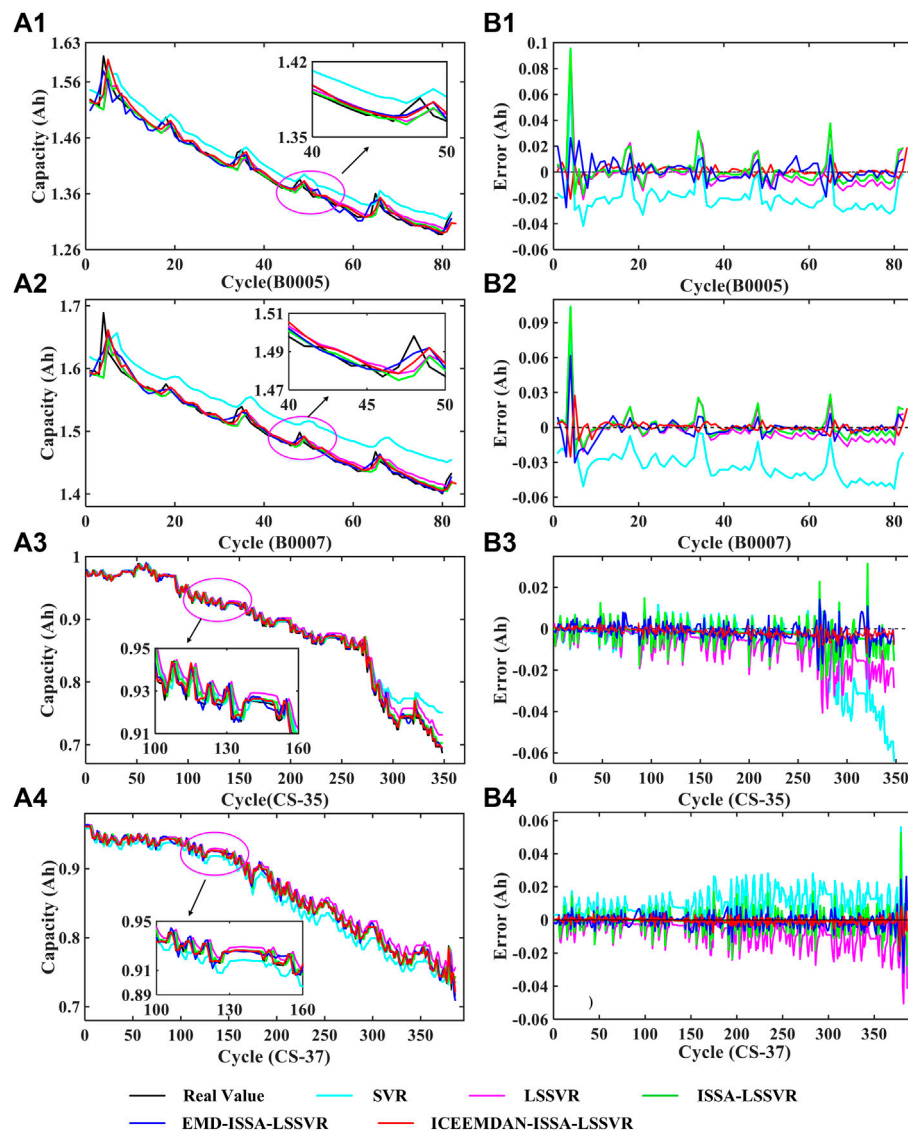 A1
1.63
1.56
1.46
1.36
1.26
Capacity (Ah)
0 20 40 60 80
Cycle(B0005)
1.42
1.35
40 50
B1
0.1
0.08
0.06
0.04
0.02
0
-0.02
-0.04
-0.06
Error (Ah)
0 20 40 60 80
Cycle(B0005)
A2
1.7
1.6
1.5
1.4
Capacity (Ah)
0 20 40 60 80
Cycle (B0007)
1.51
1.49
1.47
40 45 50
B2
0.09
0.06
0.03
0
-0.03
-0.06
Error (Ah)
0 20 40 60 80
Cycle (B0007)
A3
1
0.9
0.8
0.7
Capacity (Ah)
0 50 100 150 200 250 300 350
Cycle(CS-35)
0.95
0.93
0.91
100 130 160
B3
0.02
0
-0.02
-0.04
-0.06
Error (Ah)
0 50 100 150 200 250 300 350
Cycle (CS-35)
A4
0.9
0.8
0.7
Capacity (Ah)
0 50 100 150 200 250 300 350
Cycle (CS-37)
0.95
0.91
0.89
100 130 160
B4
0.06
0.04
0.02
0
-0.02
-0.04
-0.06
Error (Ah)
)
0 50 100 150 200 250 300 350
Cycle (CS-37)
Real Value SVR LSSVR ISSA-LSSVR
EMD-ISSA-LSSVR ICEEMDAN-ISSA-LSSVR